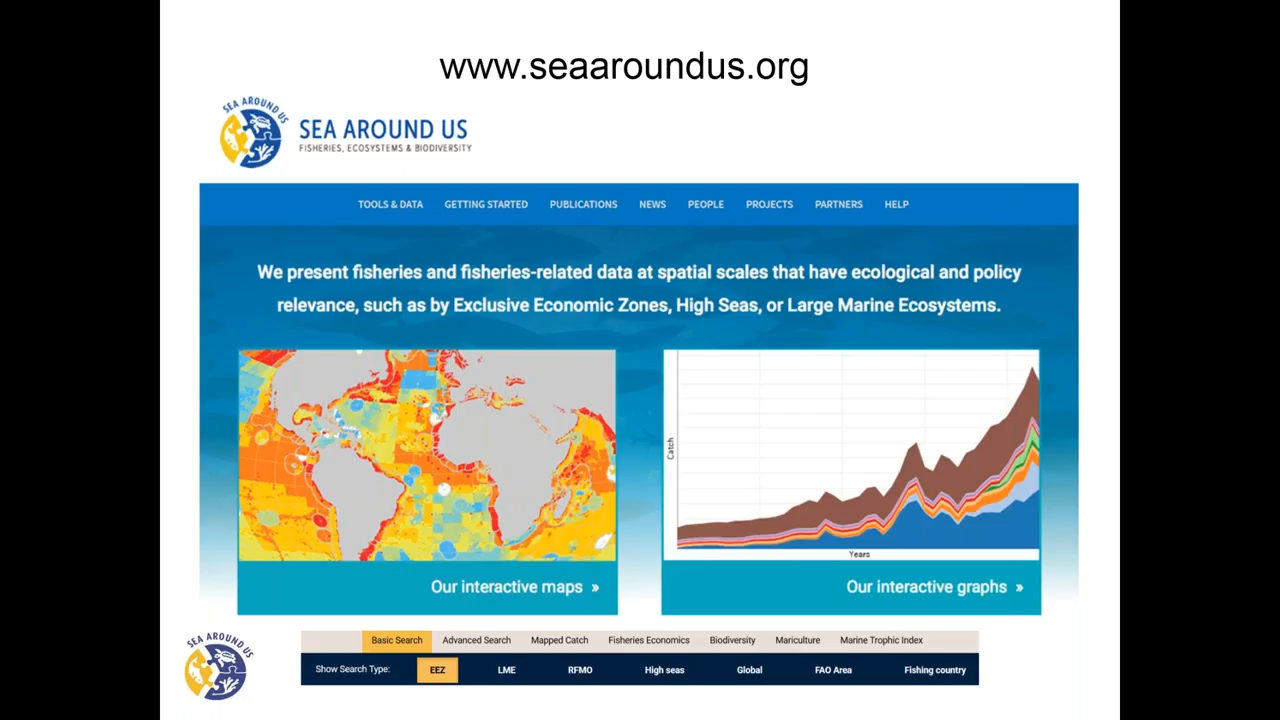 www.seaaroundus.org
SEA AROUND US
SEA AROUND US
FISHERIES, ECOSYSTEMS & BIODIVERSITY
TOOLS & DATA GETTING STARTED PUBLICATIONS NEWS PEOPLE PROJECTS PARTNERS HELP
We present fisheries and fisheries-related data at spatial scales that have ecological and policy
relevance, such as by Exclusive Economic Zones, High Seas, or Large Marine Ecosystems.
Catch
Years
Our interactive maps »
Our interactive graphs »
SEA AROUND US
Basic Search Advanced Search Mapped Catch Fisheries Economics Biodiversity Mariculture Marine Trophic Index
Show Search Type: EEZ LME RFMO High seas Global FAO Area Fishing country